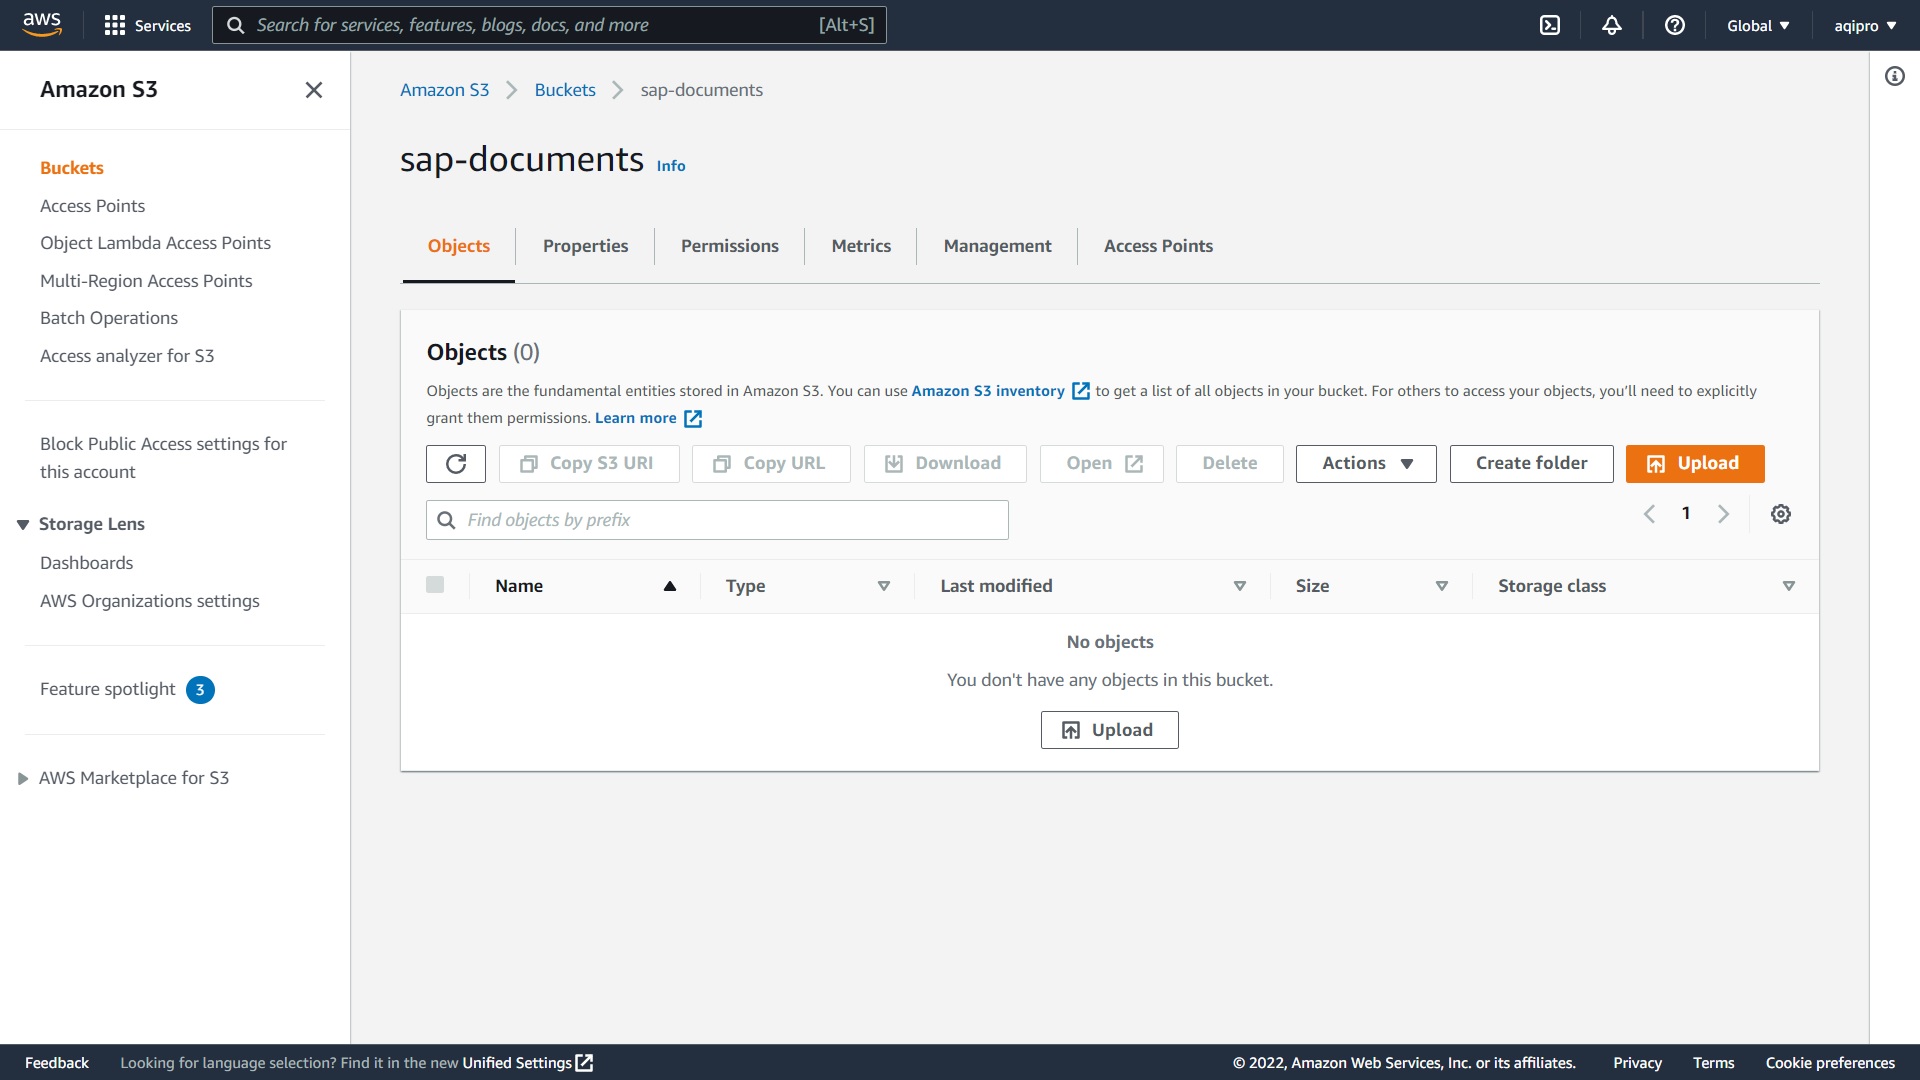 aws
Services
Search for services, features, blogs, docs, and more [Alt+S]
Global
aqipro
Amazon S3
Buckets
Access Points
Object Lambda Access Points
Multi-Region Access Points
Batch Operations
Access analyzer for S3
Block Public Access settings for
this account
Storage Lens
Dashboards
AWS Organizations settings
Feature spotlight 3
AWS Marketplace for S3
Amazon S3 Buckets sap-documents
sap-documents Info
Objects Properties Permissions Metrics Management Access Points
Objects (0)
Objects are the fundamental entities stored in Amazon S3. You can use Amazon S3 inventory to get a list of all objects in your bucket. For others to access your objects, you’ll need to explicitly
grant them permissions. Learn more
Copy S3 URI Copy URL Download Open Delete Actions Create folder Upload
Find objects by prefix
1
Name Type Last modified Size Storage class
No objects
You don't have any objects in this bucket.
Upload
Feedback Looking for language selection? Find it in the new Unified Settings © 2022, Amazon Web Services, Inc. or its affiliates. Privacy Terms Cookie preferences